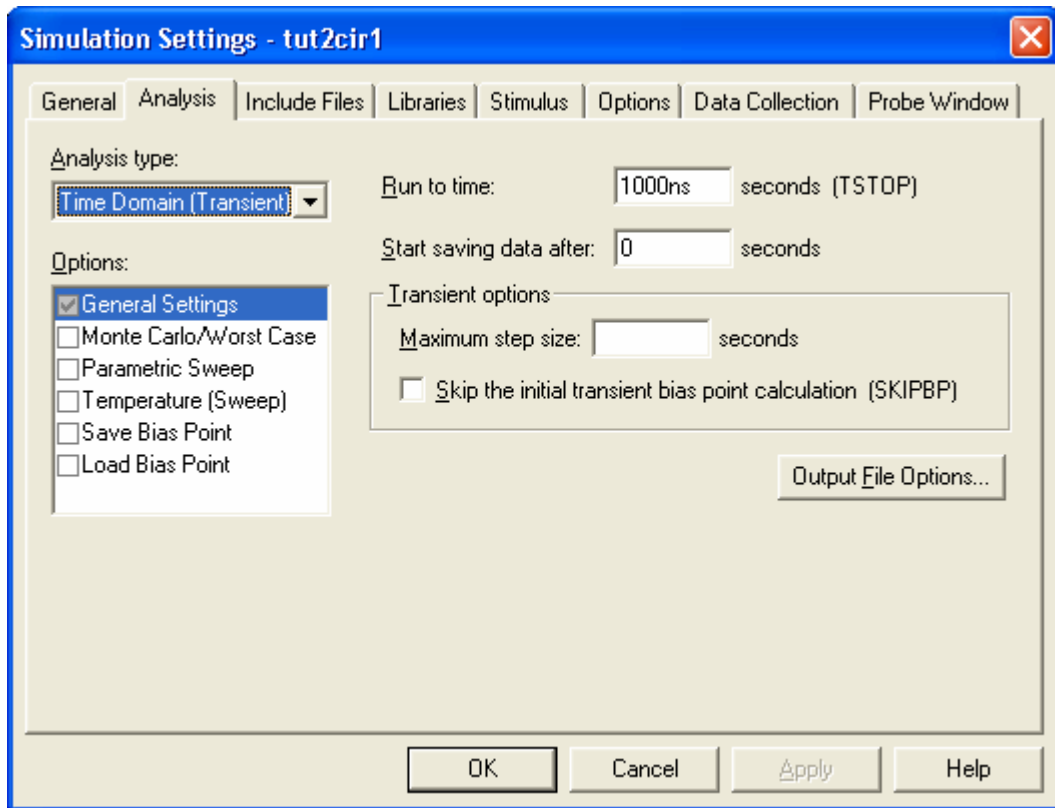 Simulation Settings - tut2cir1
General Analysis Include Files Libraries Stimulus Options Data Collection Probe Window
Analysis type:
Time Domain (Transient)
Options:
General Settings
Monte Carlo/Worst Case
Parametric Sweep
Temperature (Sweep)
Save Bias Point
Load Bias Point
Run to time: 1000ns seconds (TSTOP)
Start saving data after: 0 seconds
Transient options
Maximum step size: seconds
Skip the initial transient bias point calculation (SKIPBP)
Output File Options...
OK Cancel Apply Help